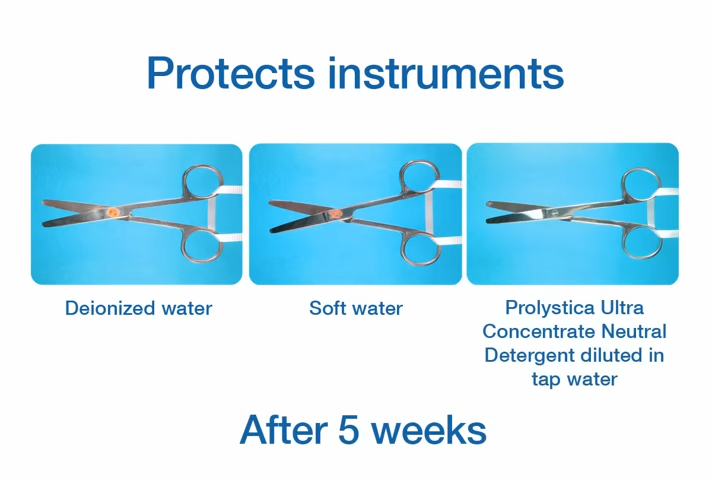 Protects instruments
Deionized water
Soft water
Prolystica Ultra
Concentrate Neutral
Detergent diluted in
tap water
After 5 weeks